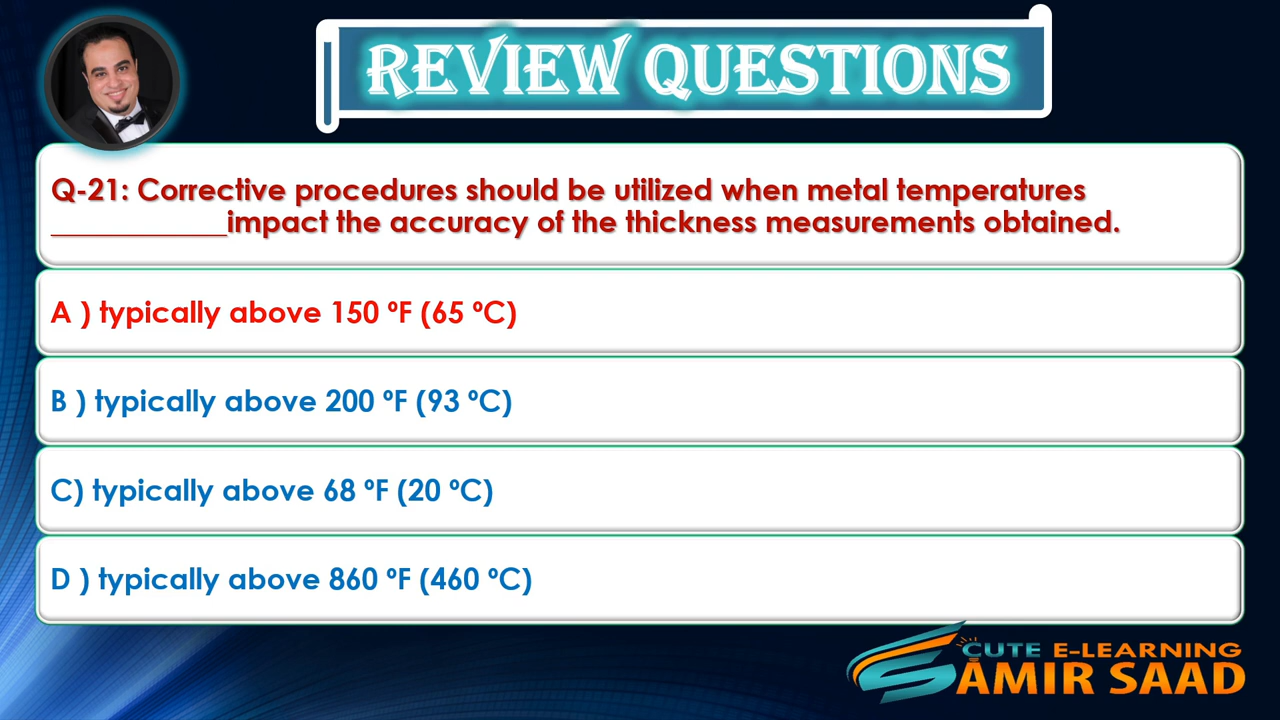 REVIEW QUESTIONS
Q-21: Corrective procedures should be utilized when metal temperatures
____________impact the accuracy of the thickness measurements obtained.
A ) typically above 150 ºF (65 ºC)
B ) typically above 200 ºF (93 ºC)
C) typically above 68 ºF (20 ºC)
D ) typically above 860 ºF (460 ºC)
CUTE E-LEARNING
AMIR SAAD